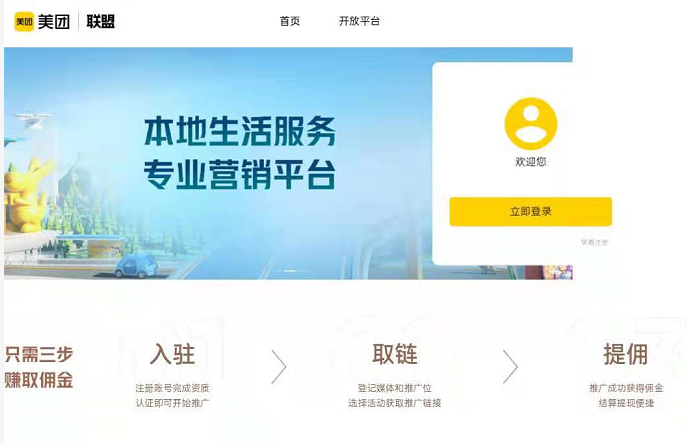 美团 美团 联盟 首页 开放平台
本地生活服务
专业营销平台
欢迎您
立即登录
免费注册
只需三步
赚取佣金
入驻
注册账号完成资质
认证即可开始推广
取链
登记媒体和推广位
选择活动获取推广链接
提佣
推广成功获得佣金
结算提现便捷